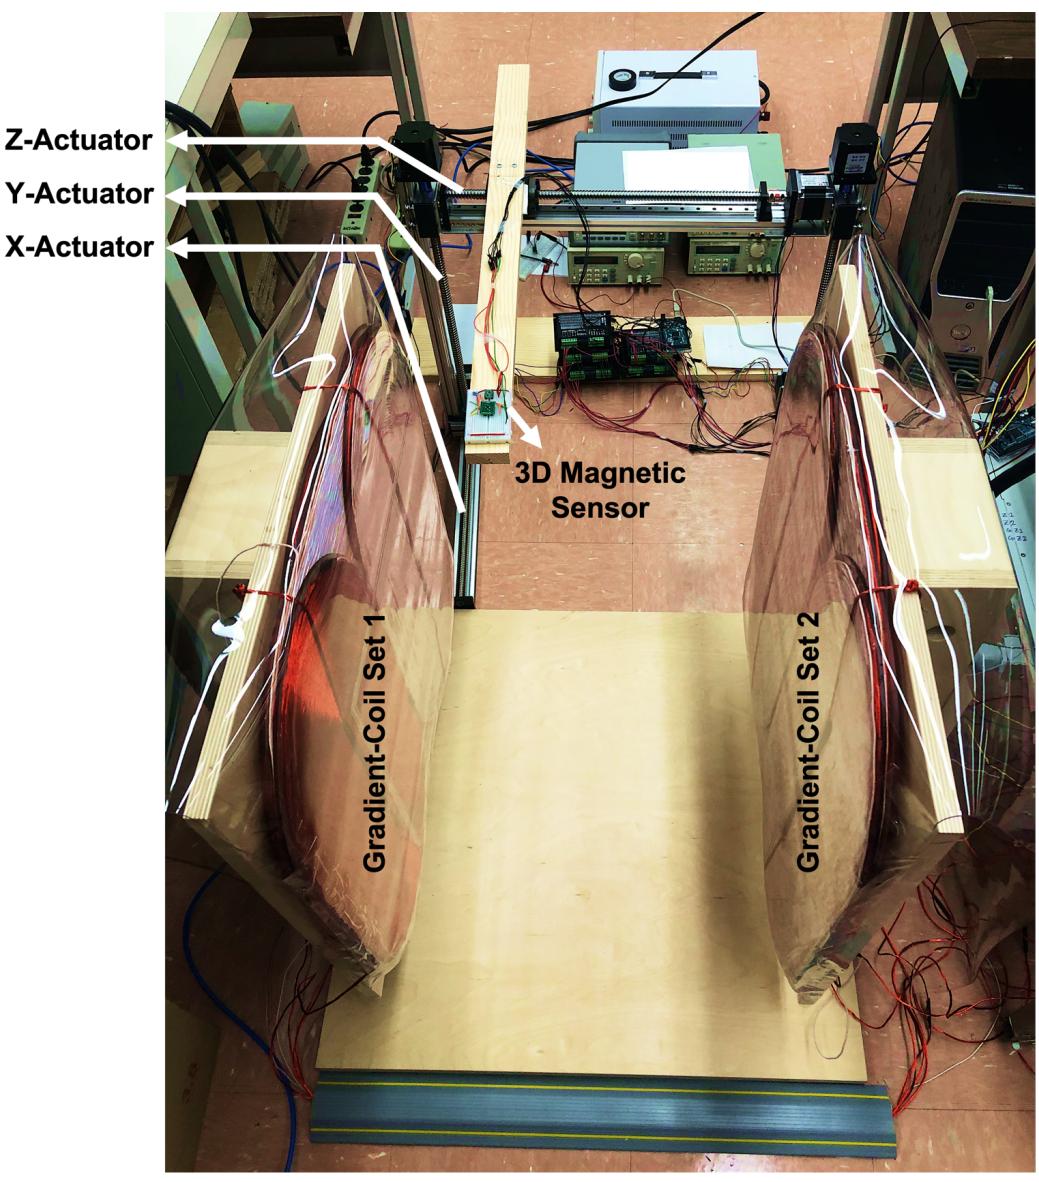 Z-Actuator
Y-Actuator
X-Actuator
3D Magnetic
Sensor
Gradient-Coil Set 1
Gradient-Coil Set 2